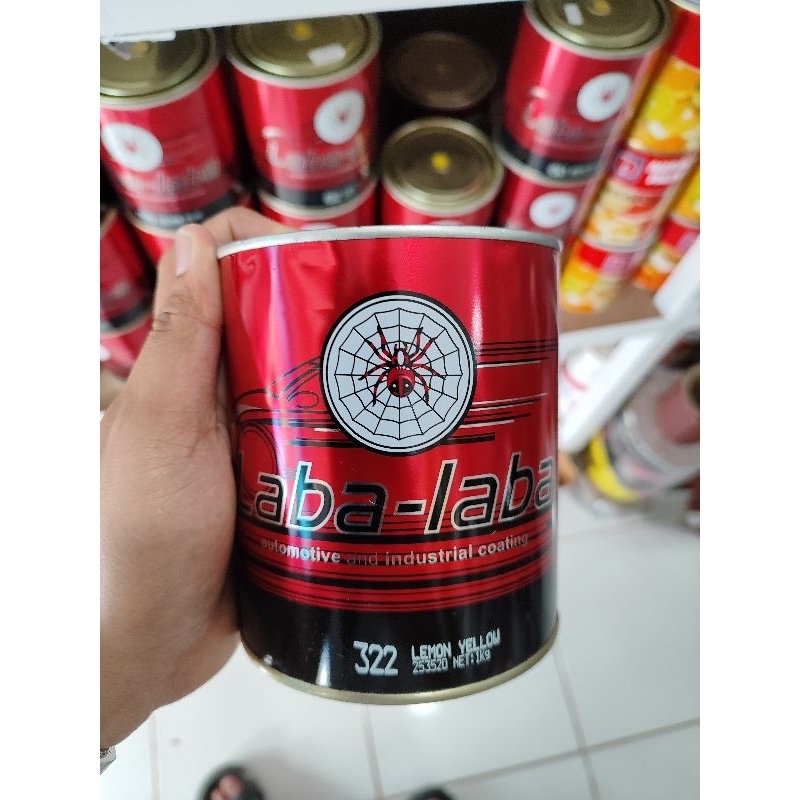 Laba-laba
automotive and industrial coating
322 LEMON YELLOW
253520 NET:1Kg